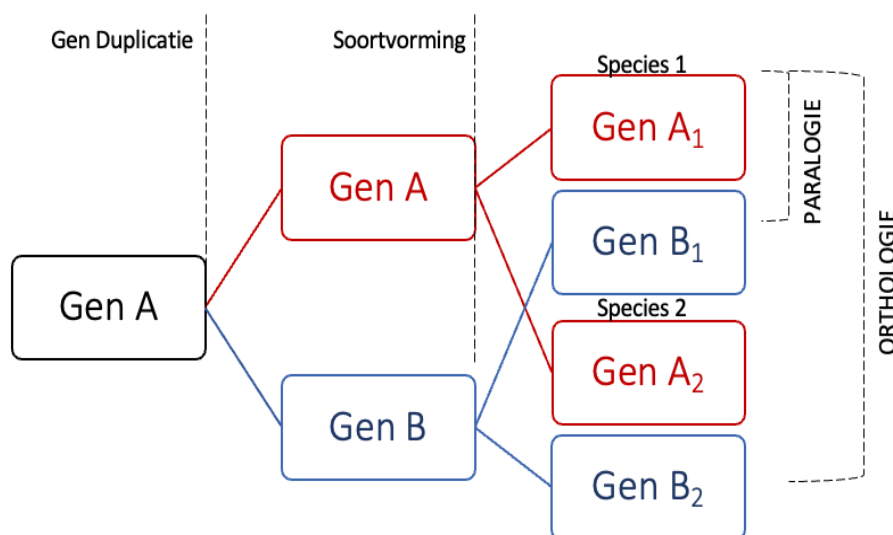 Gen Duplicatie
Soortvorming
Species 1
Gen A₁
Gen A
Gen B₁
Gen A
Species 2
Gen A₂
Gen B
Gen B₂
PARALOGIE
ORTHOLOGIE